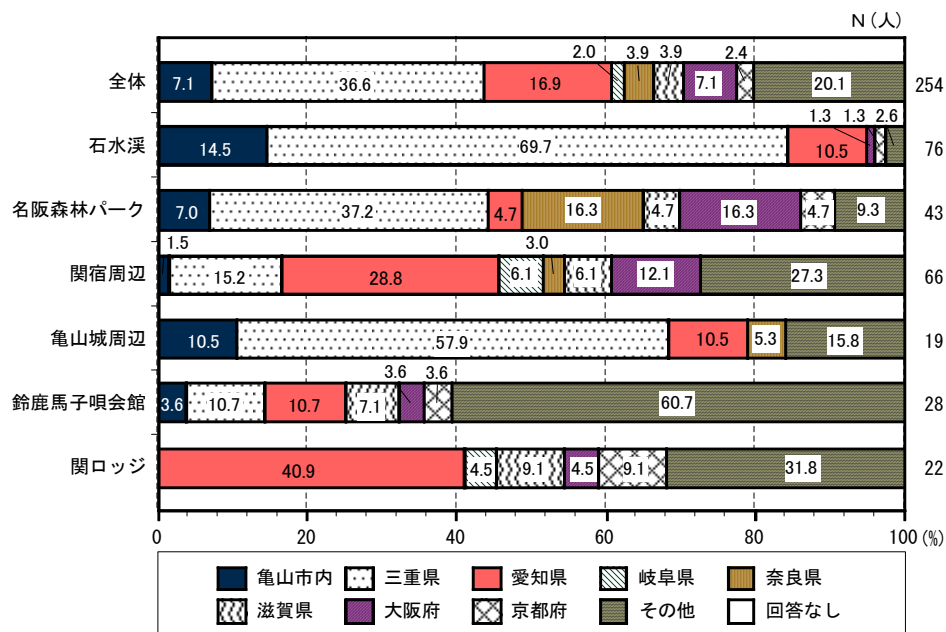 N(人)
2.0 3.9 3.9 2.4
全体 7.1 36.6 16.9 7.1 20.1 254
1.3 1.3 2.6
石水渓 14.5 69.7 10.5 76
名阪森林パーク 7.0 37.2 4.7 16.3 4.7 16.3 4.7 9.3 43
1.5 3.0
関宿周辺 15.2 28.8 6.1 6.1 12.1 27.3 66
亀山城周辺 10.5 57.9 10.5 5.3 15.8 19
3.6 3.6
鈴鹿馬子唄会館 3.6 10.7 10.7 7.1 60.7 28
関ロッジ 40.9 4.5 9.1 4.5 9.1 31.8 22
0 20 40 60 80 100 (%)
亀山市内 三重県 愛知県 岐阜県 奈良県
滋賀県 大阪府 京都府 その他 回答なし